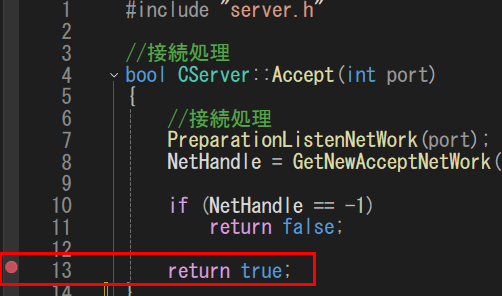 1 #include "server.h"
2
3 //接続処理
4 bool CServer::Accept(int port)
5 {
6 //接続処理
7 PreparationListenNetWork(port);
8 NetHandle = GetNewAcceptNetWork(
9
10 if (NetHandle == -1)
11 return false;
12
13 return true;
14 }